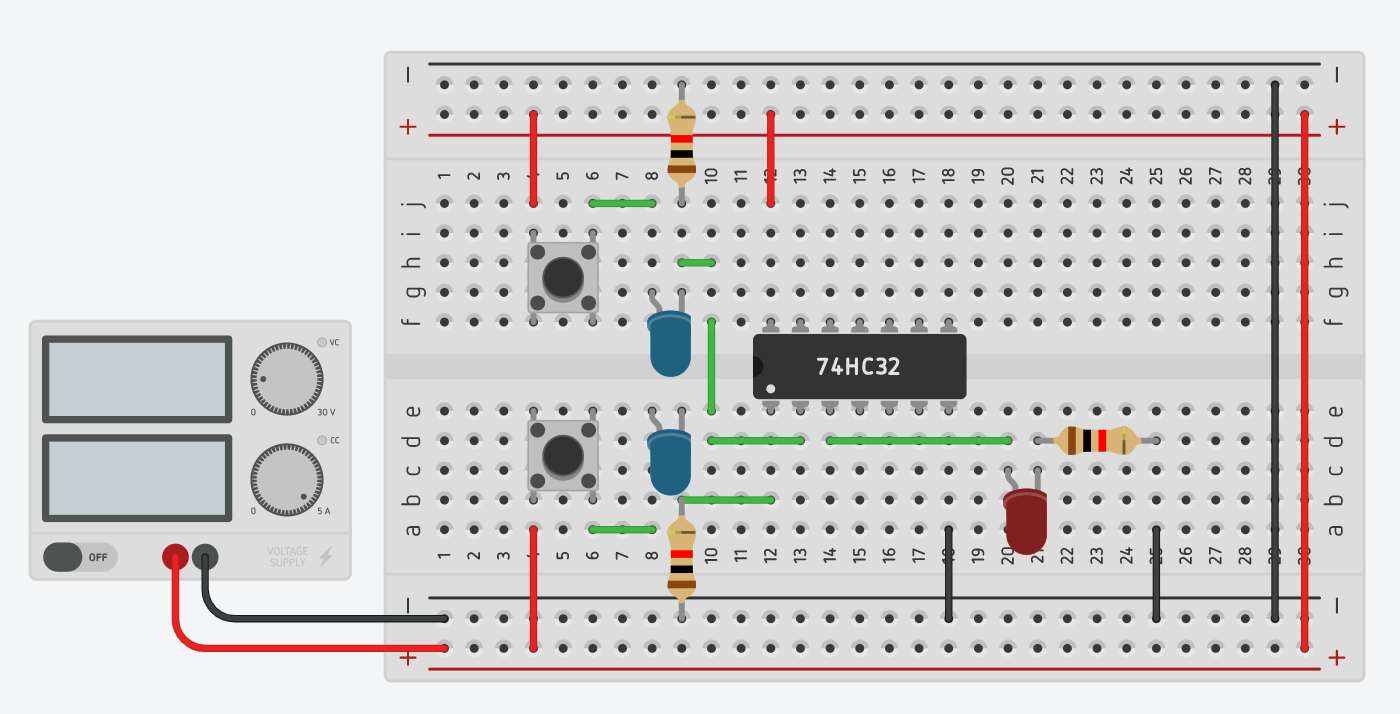 − −
+ +
1 2 3 4 5 6 7 8 10 11 12 13 14 15 16 17 18 19 20 21 22 23 24 25 26 27 28 29 30
j j
i i
h h
g g
f f
74HC32
VC
0 30 V
CC
0 5 A
OFF
VOLTAGE
SUPPLY
e e
d d
c c
b b
a a
1 2 3 4 5 6 7 8 10 11 12 13 14 15 16 17 18 19 20 21 22 23 24 25 26 27 28 29 30
− −
+ +